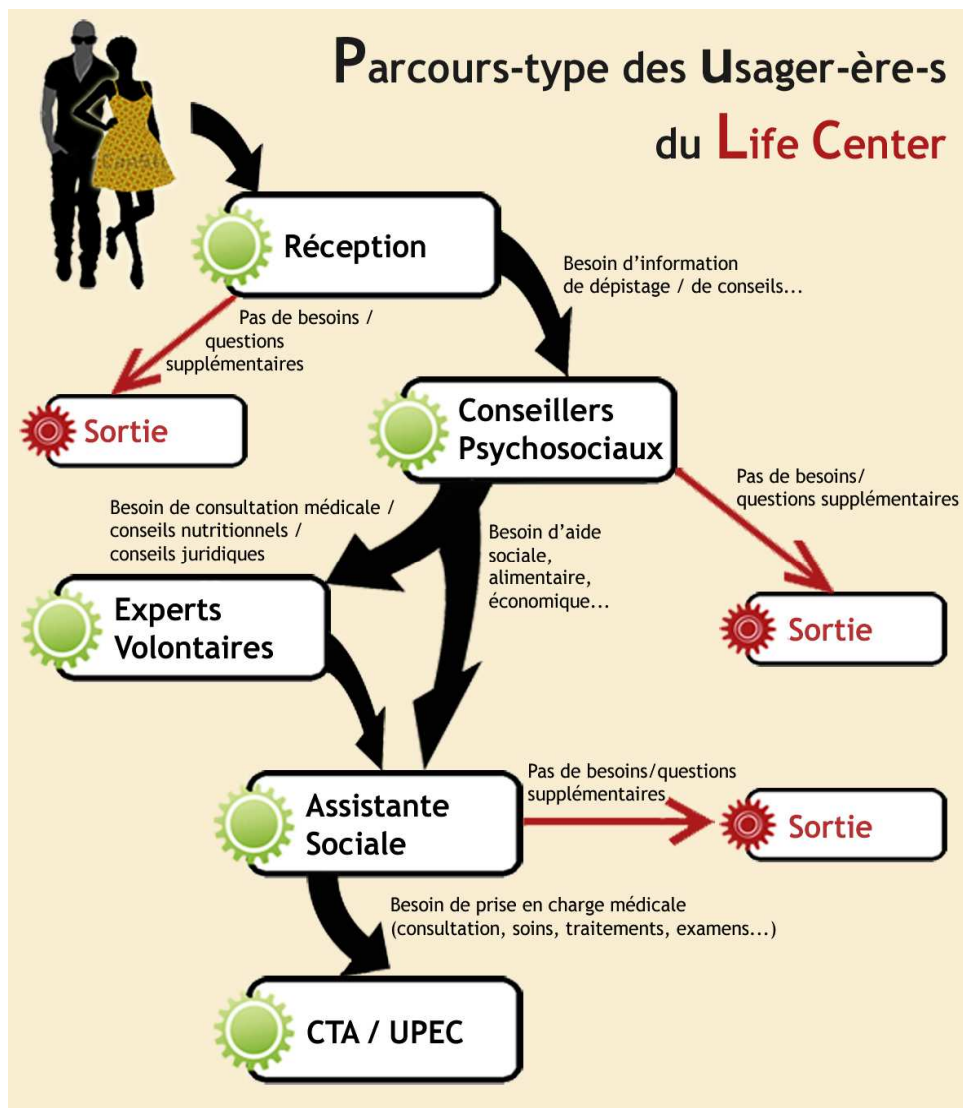 Parcours-type des usager-ère-s
du Life Center
Réception
Besoin d'information
de dépistage / de conseils...
Pas de besoins /
questions
supplémentaires
Sortie
Conseillers
Psychosociaux
Pas de besoins/
questions supplémentaires
Sortie
Besoin de consultation médicale /
conseils nutritionnels /
conseils juridiques
Besoin d'aide
sociale,
alimentaire,
économique...
Experts
Volontaires
Assistante
Sociale
Pas de besoins/questions
supplémentaires
Sortie
Besoin de prise en charge médicale
(consultation, soins, traitements, examens...)
CTA / UPEC